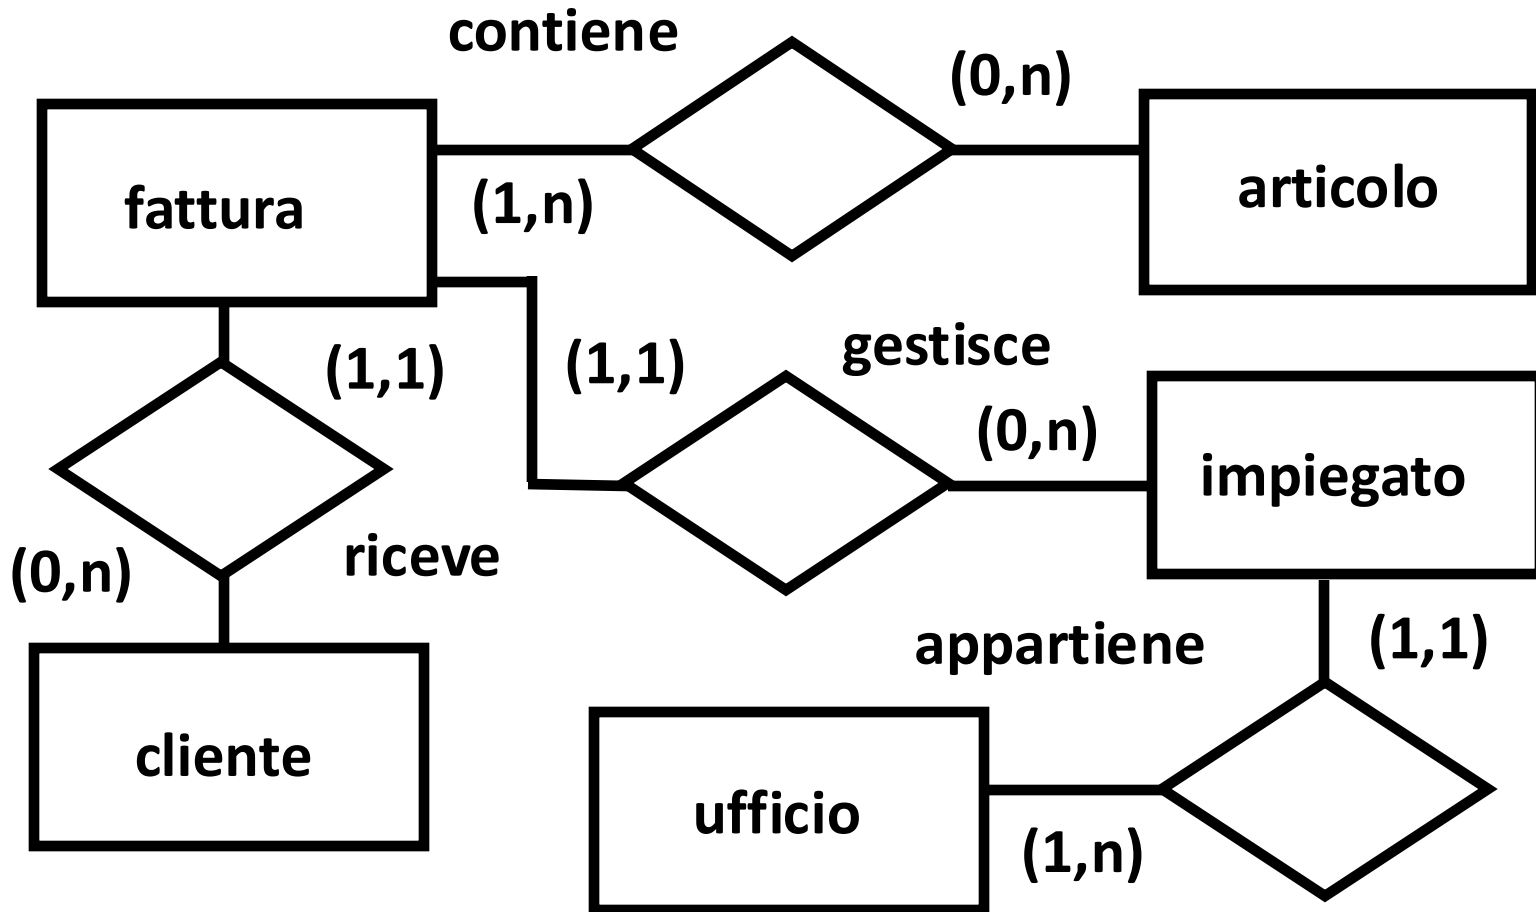 contiene
(0,n)
fattura
(1,n)
articolo
(1,1)
(1,1)
gestisce
(0,n)
impiegato
(0,n)
riceve
appartiene
(1,1)
cliente
ufficio
(1,n)